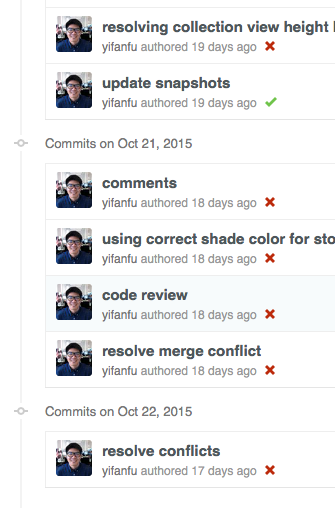 resolving collection view height
yifanfu authored 19 days ago
update snapshots
yifanfu authored 19 days ago
Commits on Oct 21, 2015
comments
yifanfu authored 18 days ago
using correct shade color for sto
yifanfu authored 18 days ago
code review
yifanfu authored 18 days ago
resolve merge conflict
yifanfu authored 18 days ago
Commits on Oct 22, 2015
resolve conflicts
yifanfu authored 17 days ago